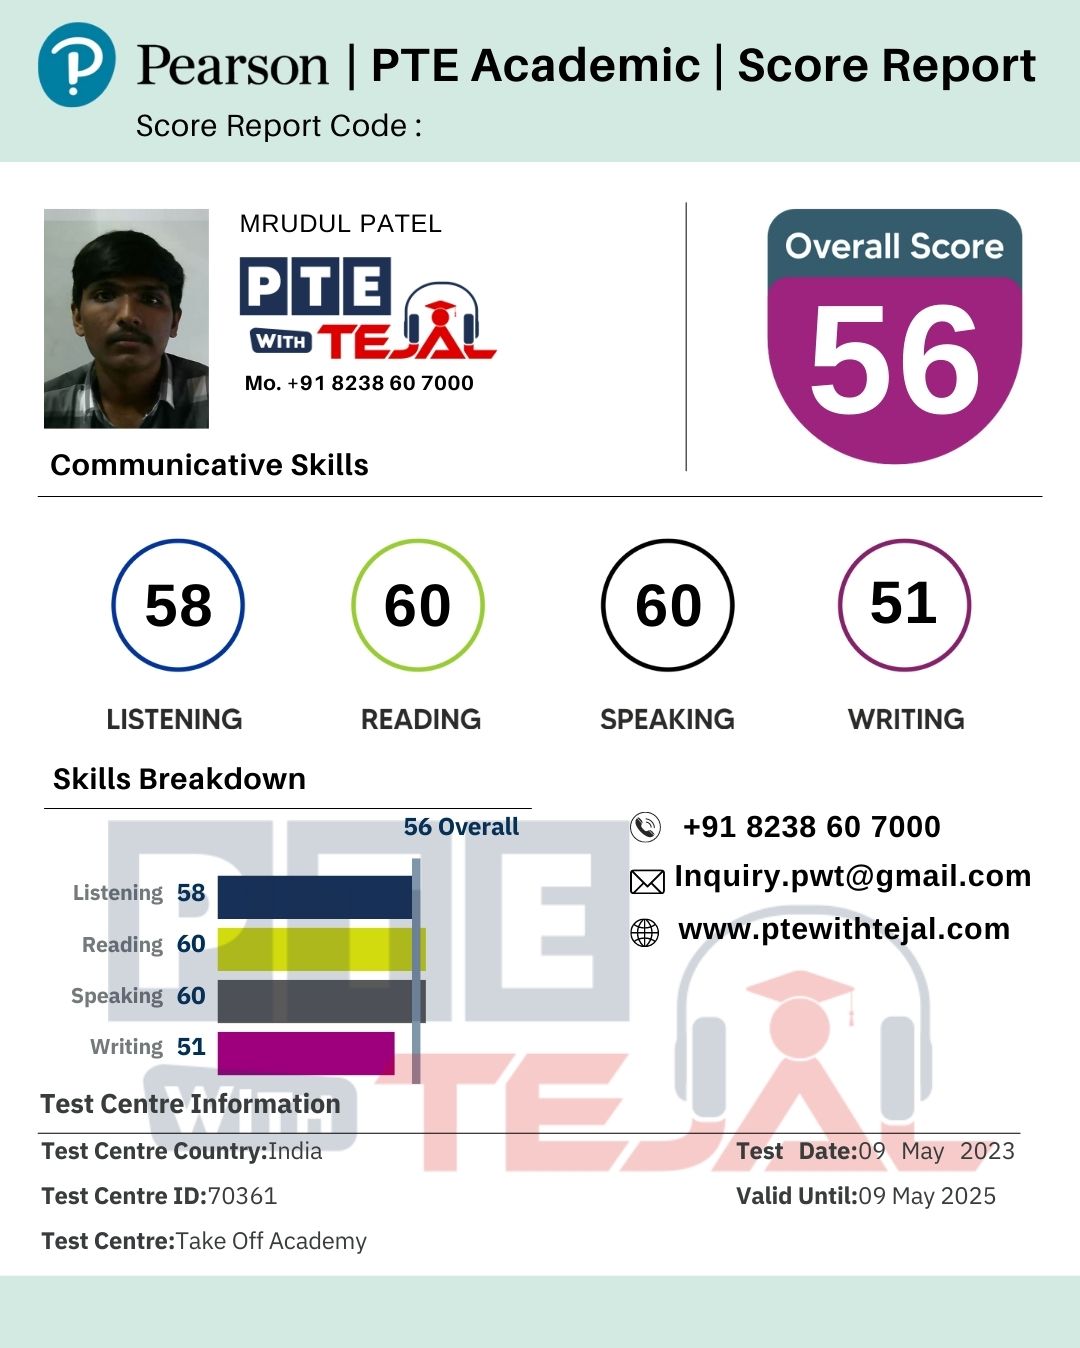 Pearson | PTE Academic | Score Report
Score Report Code :
MRUDUL PATEL
PTE
WITH TEJAL
Mo. +91 8238 60 7000
Overall Score
56
Communicative Skills
58 60 60 51
LISTENING READING SPEAKING WRITING
Skills Breakdown
56 Overall
Listening 58
Reading 60
Speaking 60
Writing 51
+91 8238 60 7000
Inquiry.pwt@gmail.com
www.ptewithtejal.com
PTE
WITH TEJAL
Test Centre Information
Test Centre Country:India
Test Date:09 May 2023
Test Centre ID:70361
Valid Until:09 May 2025
Test Centre:Take Off Academy